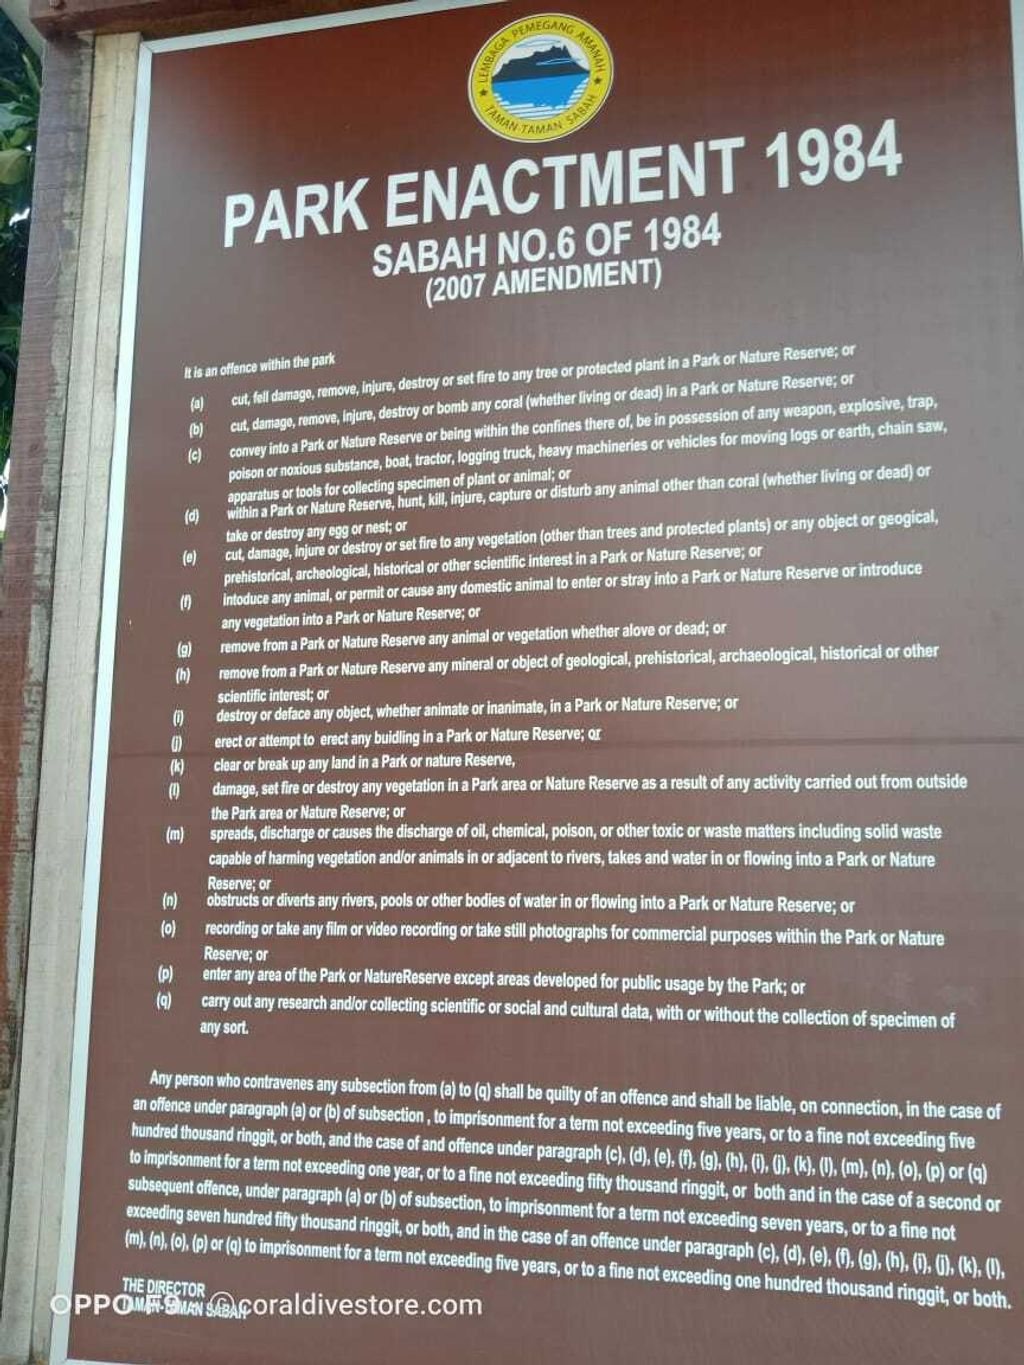 LEMBAGA PEMEGANG AMANAH
★ TAMAN-TAMAN SABAH ★
PARK ENACTMENT 1984
SABAH NO.6 OF 1984
(2007 AMENDMENT)
It is an offence within the park
(a) cut, fell damage, remove, injure, destroy or set fire to any tree or protected plant in a Park or Nature Reserve; or
(b) cut, damage, remove, injure, destroy or bomb any coral (whether living or dead) in a Park or Nature Reserve; or
(c) convey into a Park or Nature Reserve or being within the confines there of, be in possession of any weapon, explosive, trap,
poison or noxious substance, boat, tractor, logging truck, heavy machineries or vehicles for moving logs or earth, chain saw,
apparatus or tools for collecting specimen of plant or animal; or
(d) within a Park or Nature Reserve, hunt, kill, injure, capture or disturb any animal other than coral (whether living or dead) or
take or destroy any egg or nest; or
(e) cut, damage, injure or destroy or set fire to any vegetation (other than trees and protected plants) or any object or geogical,
prehistorical, archeological, historical or other scientific interest in a Park or Nature Reserve; or
(f) intoduce any animal, or permit or cause any domestic animal to enter or stray into a Park or Nature Reserve or introduce
any vegetation into a Park or Nature Reserve; or
(g) remove from a Park or Nature Reserve any animal or vegetation whether alove or dead; or
(h) remove from a Park or Nature Reserve any mineral or object of geological, prehistorical, archaeological, historical or other
scientific interest; or
(i) destroy or deface any object, whether animate or inanimate, in a Park or Nature Reserve; or
(j) erect or attempt to erect any buidling in a Park or Nature Reserve; or
(k) clear or break up any land in a Park or nature Reserve,
(l) damage, set fire or destroy any vegetation in a Park area or Nature Reserve as a result of any activity carried out from outside
the Park area or Nature Reserve; or
(m) spreads, discharge or causes the discharge of oil, chemical, poison, or other toxic or waste matters including solid waste
capable of harming vegetation and/or animals in or adjacent to rivers, takes and water in or flowing into a Park or Nature
Reserve; or
(n) obstructs or diverts any rivers, pools or other bodies of water in or flowing into a Park or Nature Reserve; or
(o) recording or take any film or video recording or take still photographs for commercial purposes within the Park or Nature
Reserve; or
(p) enter any area of the Park or NatureReserve except areas developed for public usage by the Park; or
(q) carry out any research and/or collecting scientific or social and cultural data, with or without the collection of specimen of
any sort.
Any person who contravenes any subsection from (a) to (q) shall be quilty of an offence and shall be liable, on connection, in the case of
an offence under paragraph (a) or (b) of subsection , to imprisonment for a term not exceeding five years, or to a fine not exceeding five
hundred thousand ringgit, or both, and the case of and offence under paragraph (c), (d), (e), (f), (g), (h), (i), (j), (k), (l), (m), (n), (o), (p) or (q)
to imprisonment for a term not exceeding one year, or to a fine not exceeding fifty thousand ringgit, or both and in the case of a second or
subsequent offence, under paragraph (a) or (b) of subsection, to imprisonment for a term not exceeding seven years, or to a fine not
exceeding seven hundred fifty thousand ringgit, or both, and in the case of an offence under paragraph (c), (d), (e), (f), (g), (h), (i), (j), (k), (l),
(m), (n), (o), (p) or (q) to imprisonment for a term not exceeding five years, or to a fine not exceeding one hundred thousand ringgit, or both.
THE DIRECTOR
TAMAN-TAMAN SABAH
OPPO F9 · ©coraldivestore.com